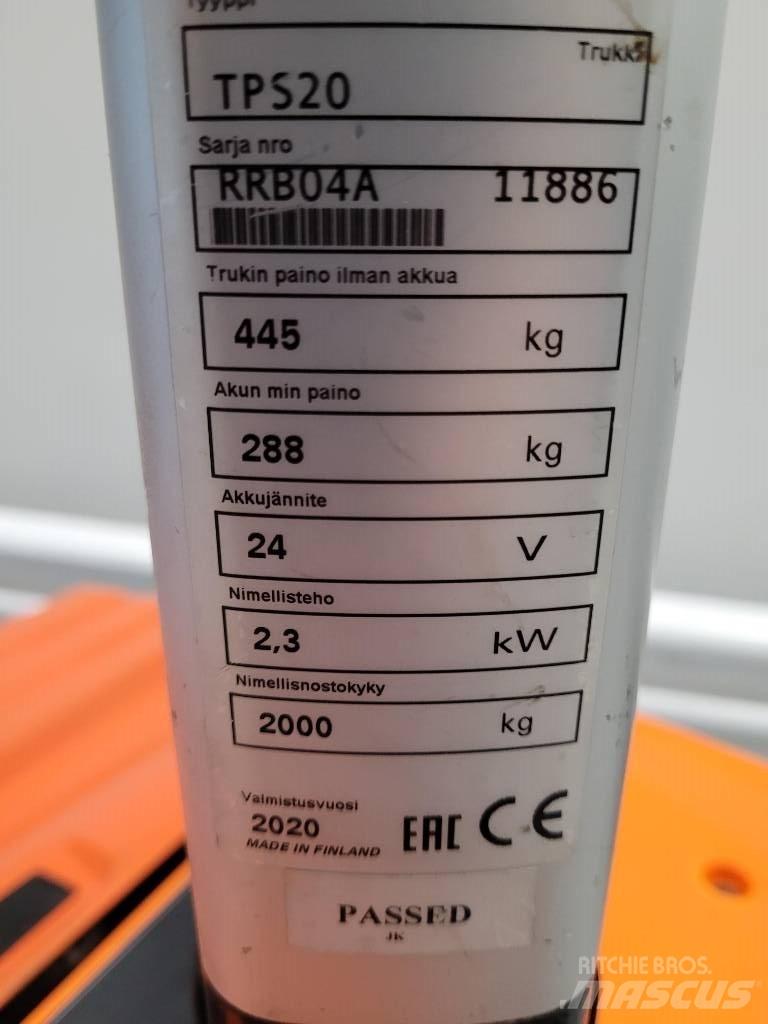 Tyyppi
Trukki
TPS20
Sarja nro
RRB04A 11886
Trukin paino ilman akkua
445 kg
Akun min paino
288 kg
Akkujännite
24 V
Nimellisteho
2,3 kW
Nimellisnostokyky
2000 kg
Valmistusvuosi
2020
MADE IN FINLAND
EAC CE
PASSED
JK
RITCHIE BROS.
MASCUS